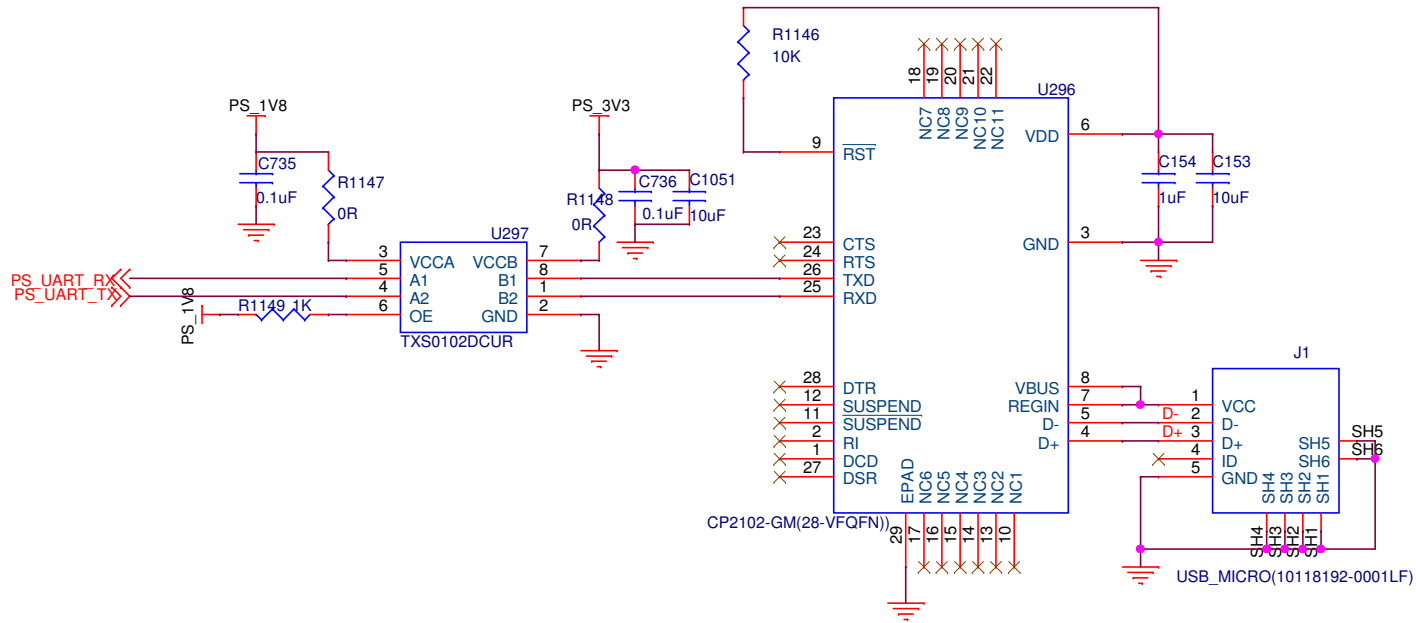 R1146
10K
18
19
20
21
22
U296
NC7
NC8
NC9
NC10
NC11
PS_1V8
PS_3V3
VDD
6
9
RST
C735
0.1uF
R1147
0R
R1148
0R
C736
0.1uF
C1051
10uF
C154
1uF
C153
10uF
U297
23
CTS
24
RTS
26
TXD
25
RXD
GND
3
3
VCCA
VCCB
7
PS_UART_RX
5
A1
B1
8
PS_UART_TX
4
A2
B2
1
PS_1V8
R1149 1K
6
OE
GND
2
TXS0102DCUR
J1
28
DTR
12
SUSPEND
11
SUSPEND
2
RI
1
DCD
27
DSR
VBUS
8
REGIN
7
D-
5
D+
4
1
VCC
D-
2
D-
D+
3
D+
4
ID
5
GND
SH5
SH5
SH6
SH6
SH4
SH3
SH2
SH1
SH4
SH3
SH2
SH1
EPAD
NC6
NC5
NC4
NC3
NC2
NC1
CP2102-GM(28-VFQFN))
29
17
16
15
14
13
10
USB_MICRO(10118192-0001LF)